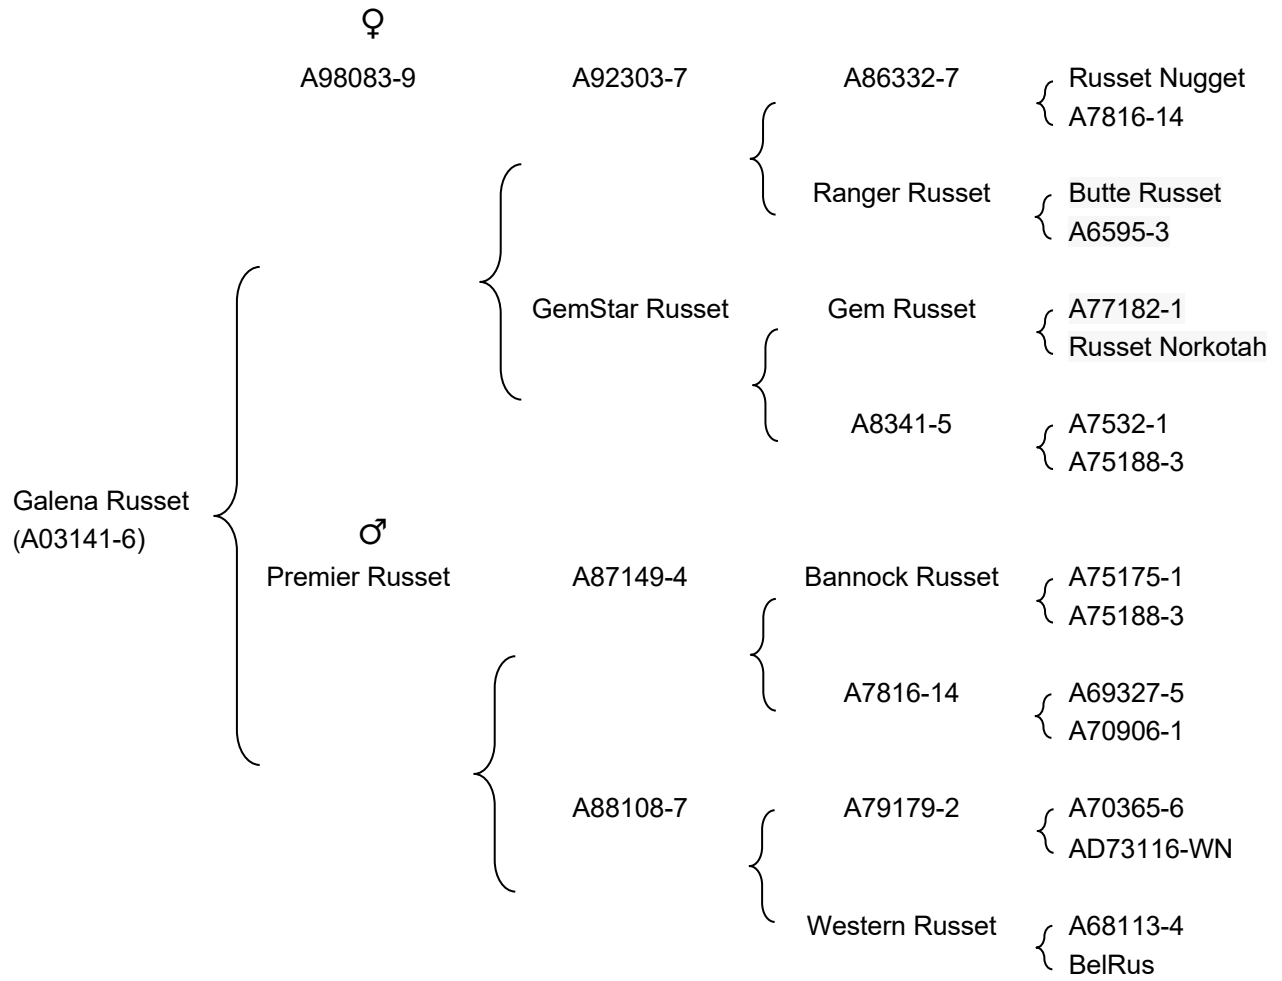 ♀
A98083-9 A92303-7 A86332-7 Russet Nugget
A7816-14
Ranger Russet Butte Russet
A6595-3
GemStar Russet Gem Russet A77182-1
Russet Norkotah
A8341-5 A7532-1
A75188-3
Galena Russet
(A03141-6)
♂
Premier Russet A87149-4 Bannock Russet A75175-1
A75188-3
A7816-14 A69327-5
A70906-1
A88108-7 A79179-2 A70365-6
AD73116-WN
Western Russet A68113-4
BelRus